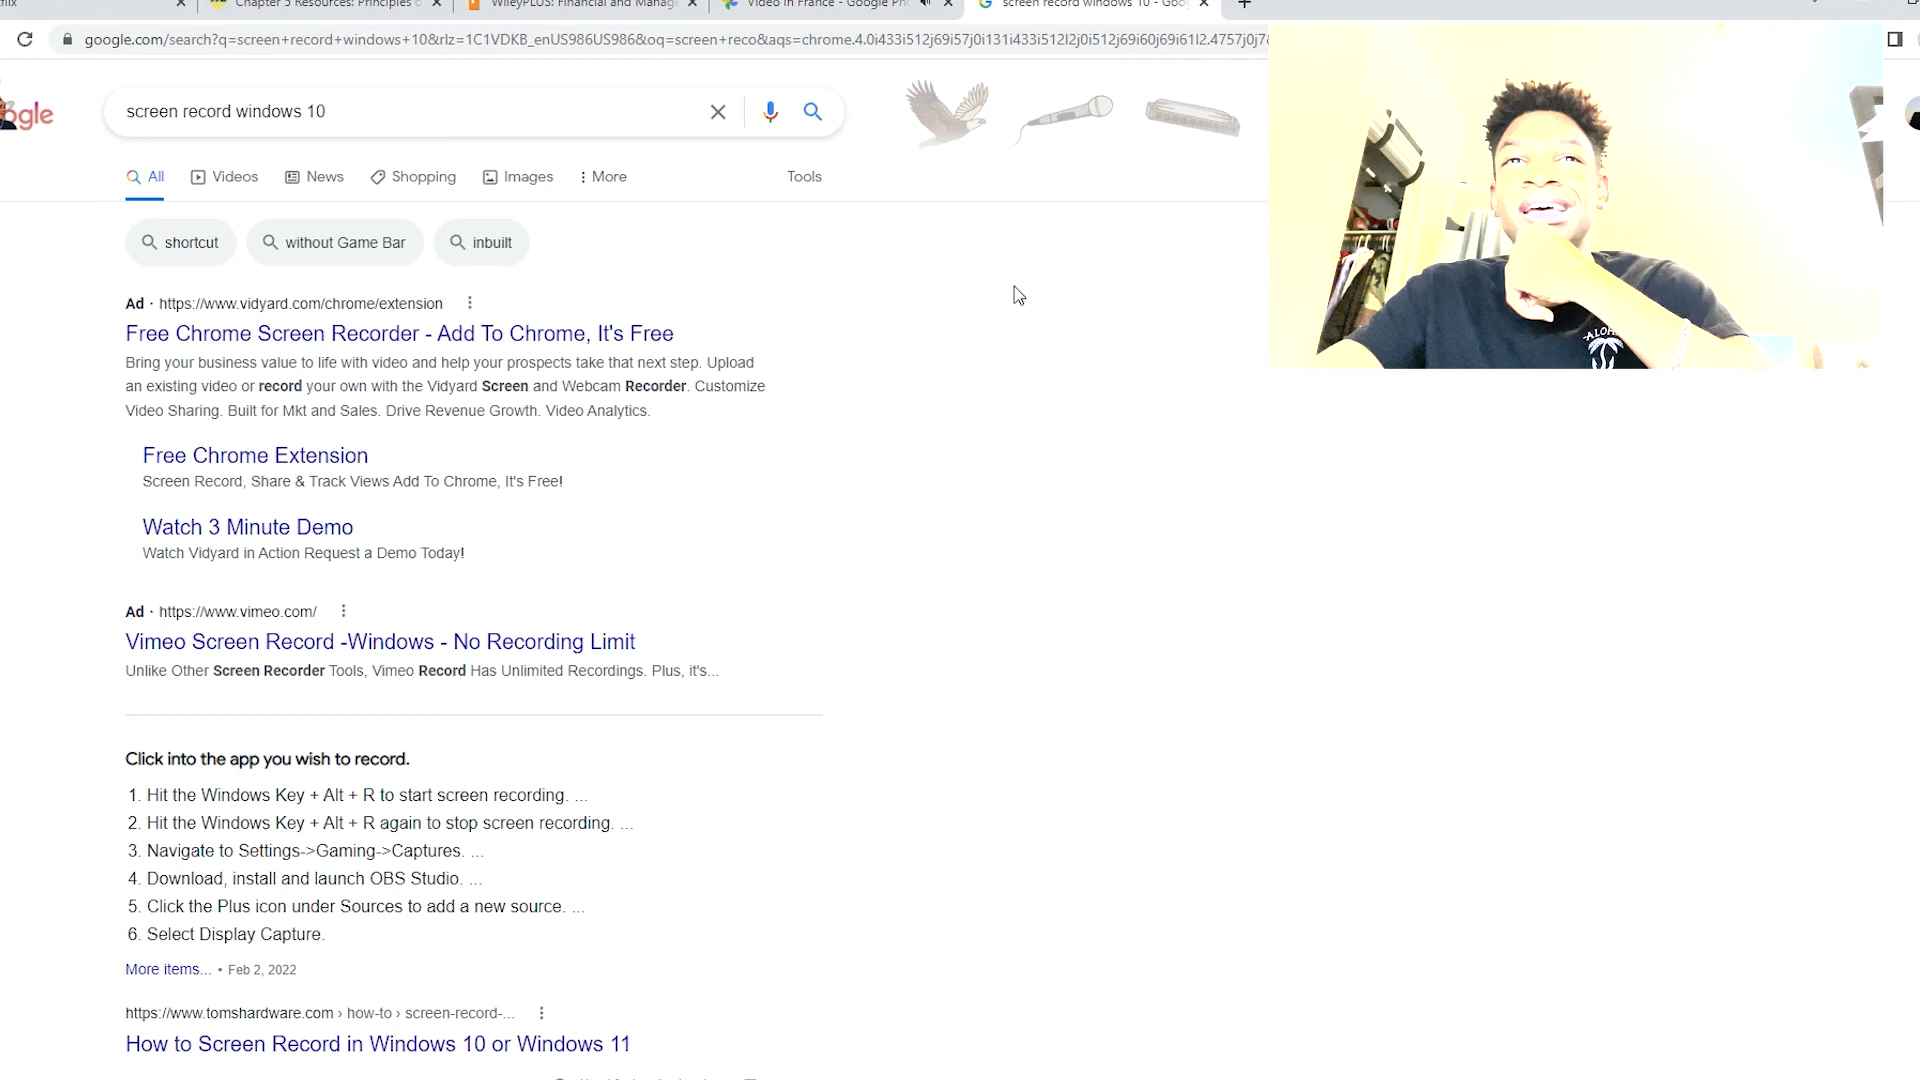 Chapter 5 Resources: Principles o
WileyPLUS: Financial and Manage
Video in France - Google Pho
screen record windows 10 - Goog
google.com/search?q=screen+record+windows+10&rlz=1C1VDKB_enUS986US986&oq=screen+reco&aqs=chrome.4.0i433i512j69i57j0i131i433i512l2j0i512j69i60j69i61l2.4757j0j7&
ogle
screen record windows 10
All
Videos
News
Shopping
Images
More
Tools
shortcut
without Game Bar
inbuilt
ALOH
Ad · https://www.vidyard.com/chrome/extension
Free Chrome Screen Recorder - Add To Chrome, It's Free
Bring your business value to life with video and help your prospects take that next step. Upload
an existing video or record your own with the Vidyard Screen and Webcam Recorder. Customize
Video Sharing. Built for Mkt and Sales. Drive Revenue Growth. Video Analytics.
Free Chrome Extension
Screen Record, Share & Track Views Add To Chrome, It's Free!
Watch 3 Minute Demo
Watch Vidyard in Action Request a Demo Today!
Ad · https://www.vimeo.com/
Vimeo Screen Record -Windows - No Recording Limit
Unlike Other Screen Recorder Tools, Vimeo Record Has Unlimited Recordings. Plus, it's...
Click into the app you wish to record.
1. Hit the Windows Key + Alt + R to start screen recording. ...
2. Hit the Windows Key + Alt + R again to stop screen recording. ...
3. Navigate to Settings->Gaming->Captures. ...
4. Download, install and launch OBS Studio. ...
5. Click the Plus icon under Sources to add a new source. ...
6. Select Display Capture.
More items... • Feb 2, 2022
https://www.tomshardware.com › how-to › screen-record-...
How to Screen Record in Windows 10 or Windows 11